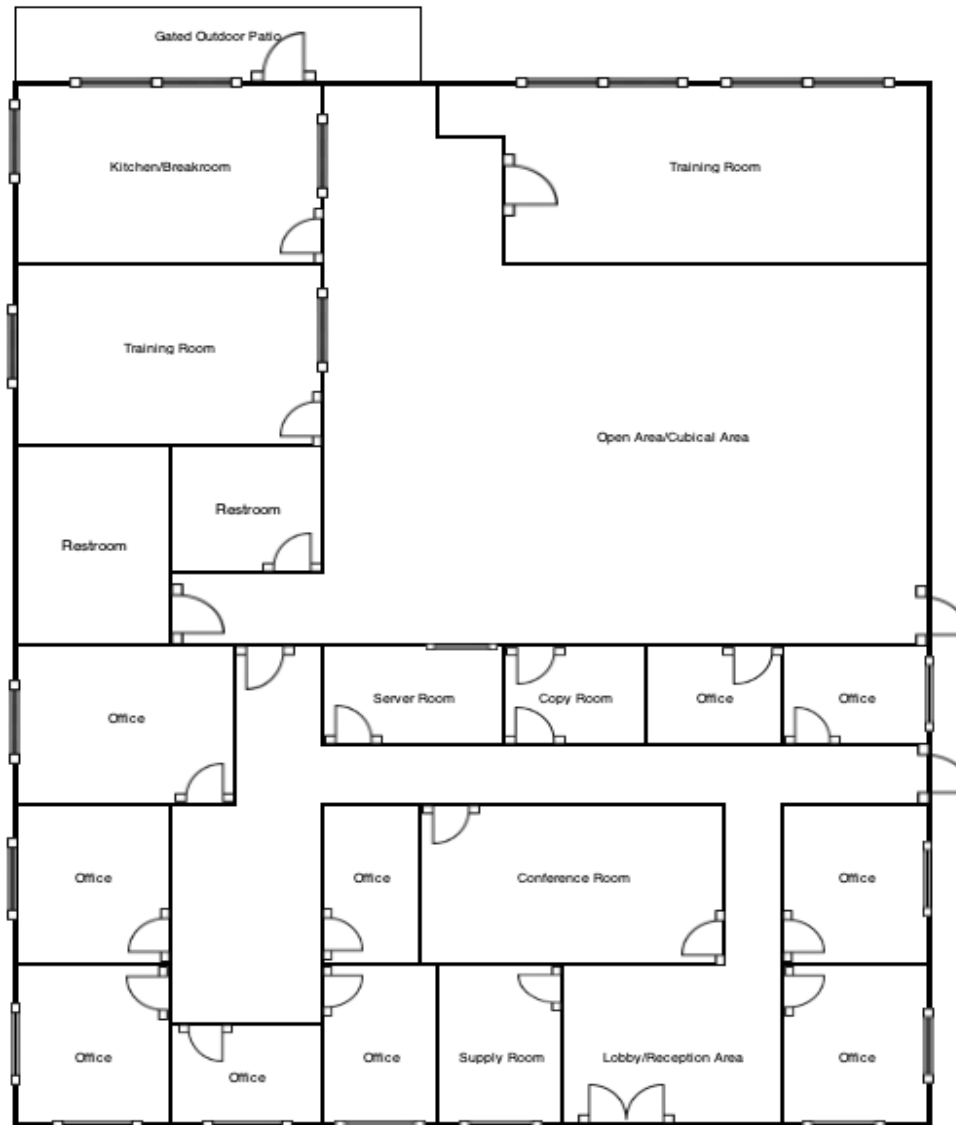 Gated Outdoor Patio
Kitchen/Breakroom
Training Room
Training Room
Open Area/Cubical Area
Restroom
Restroom
Office
Server Room
Copy Room
Office
Office
Office
Office
Conference Room
Office
Office
Office
Office
Supply Room
Lobby/Reception Area
Office